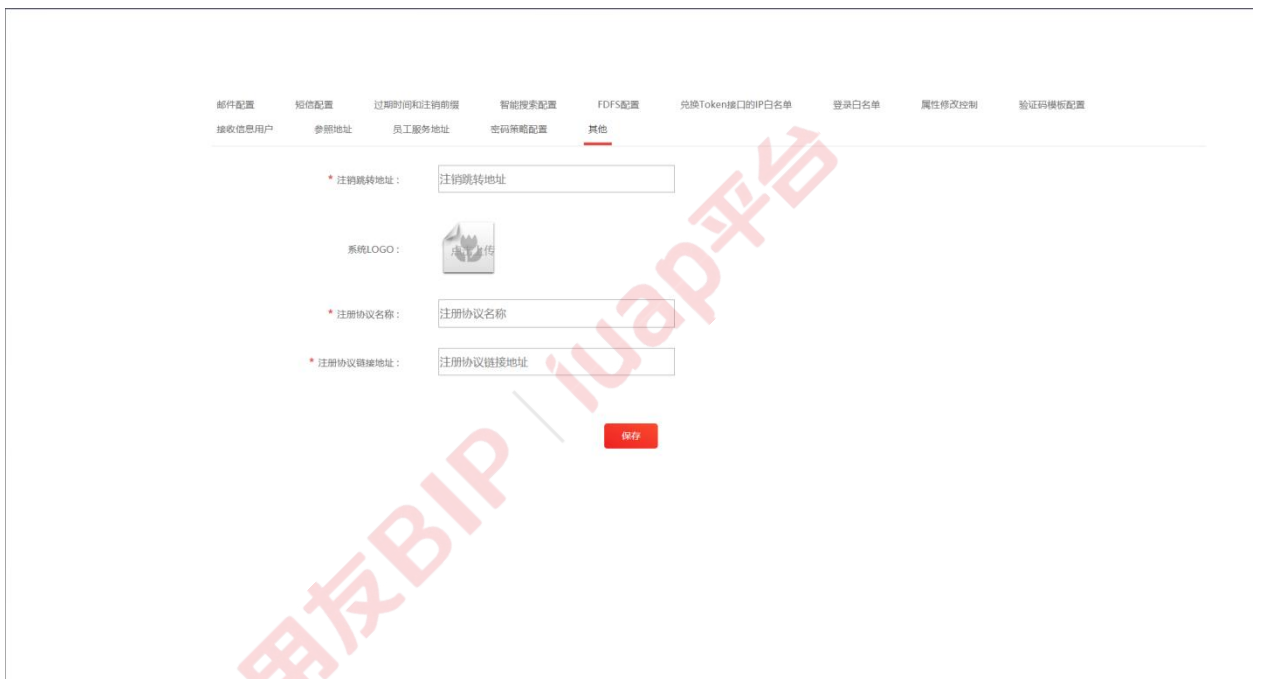 邮件配置 短信配置 过期时间和注销前缀 智能搜索配置 FDFS配置 兑换Token接口的IP白名单 登录白名单 属性修改控制 验证码模板配置
接收信息用户 参照地址 员工服务地址 密码策略配置 其他
* 注销跳转地址： 注销跳转地址
系统LOGO： 点击上传
* 注册协议名称： 注册协议名称
* 注册协议链接地址： 注册协议链接地址
保存
用友BIP | iuap平台